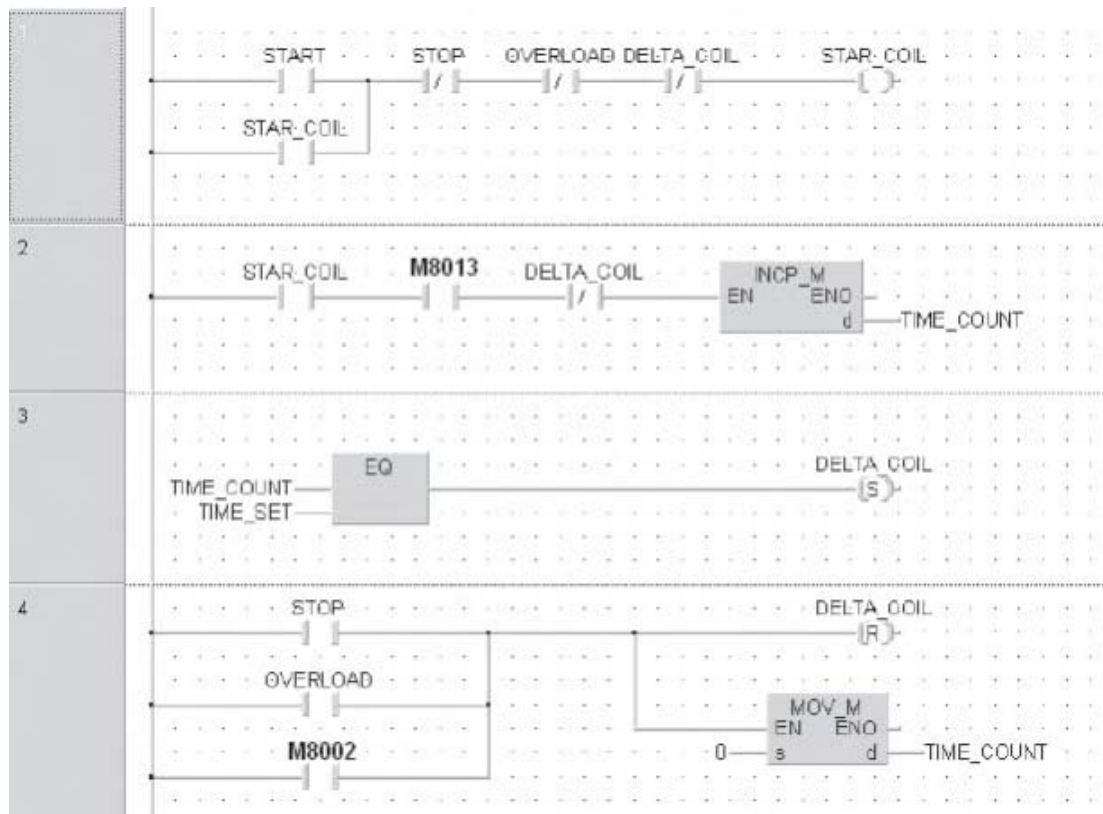 1
START STOP OVERLOAD DELTA_COIL STAR_COIL
STAR_COIL
2
STAR_COIL M8013 DELTA_COIL INCP_M
EN ENO
d TIME_COUNT
3
EQ DELTA_COIL
TIME_COUNT S
TIME_SET
4
STOP DELTA_COIL
R
OVERLOAD
MOV_M
EN ENO
M8002
0 s d TIME_COUNT